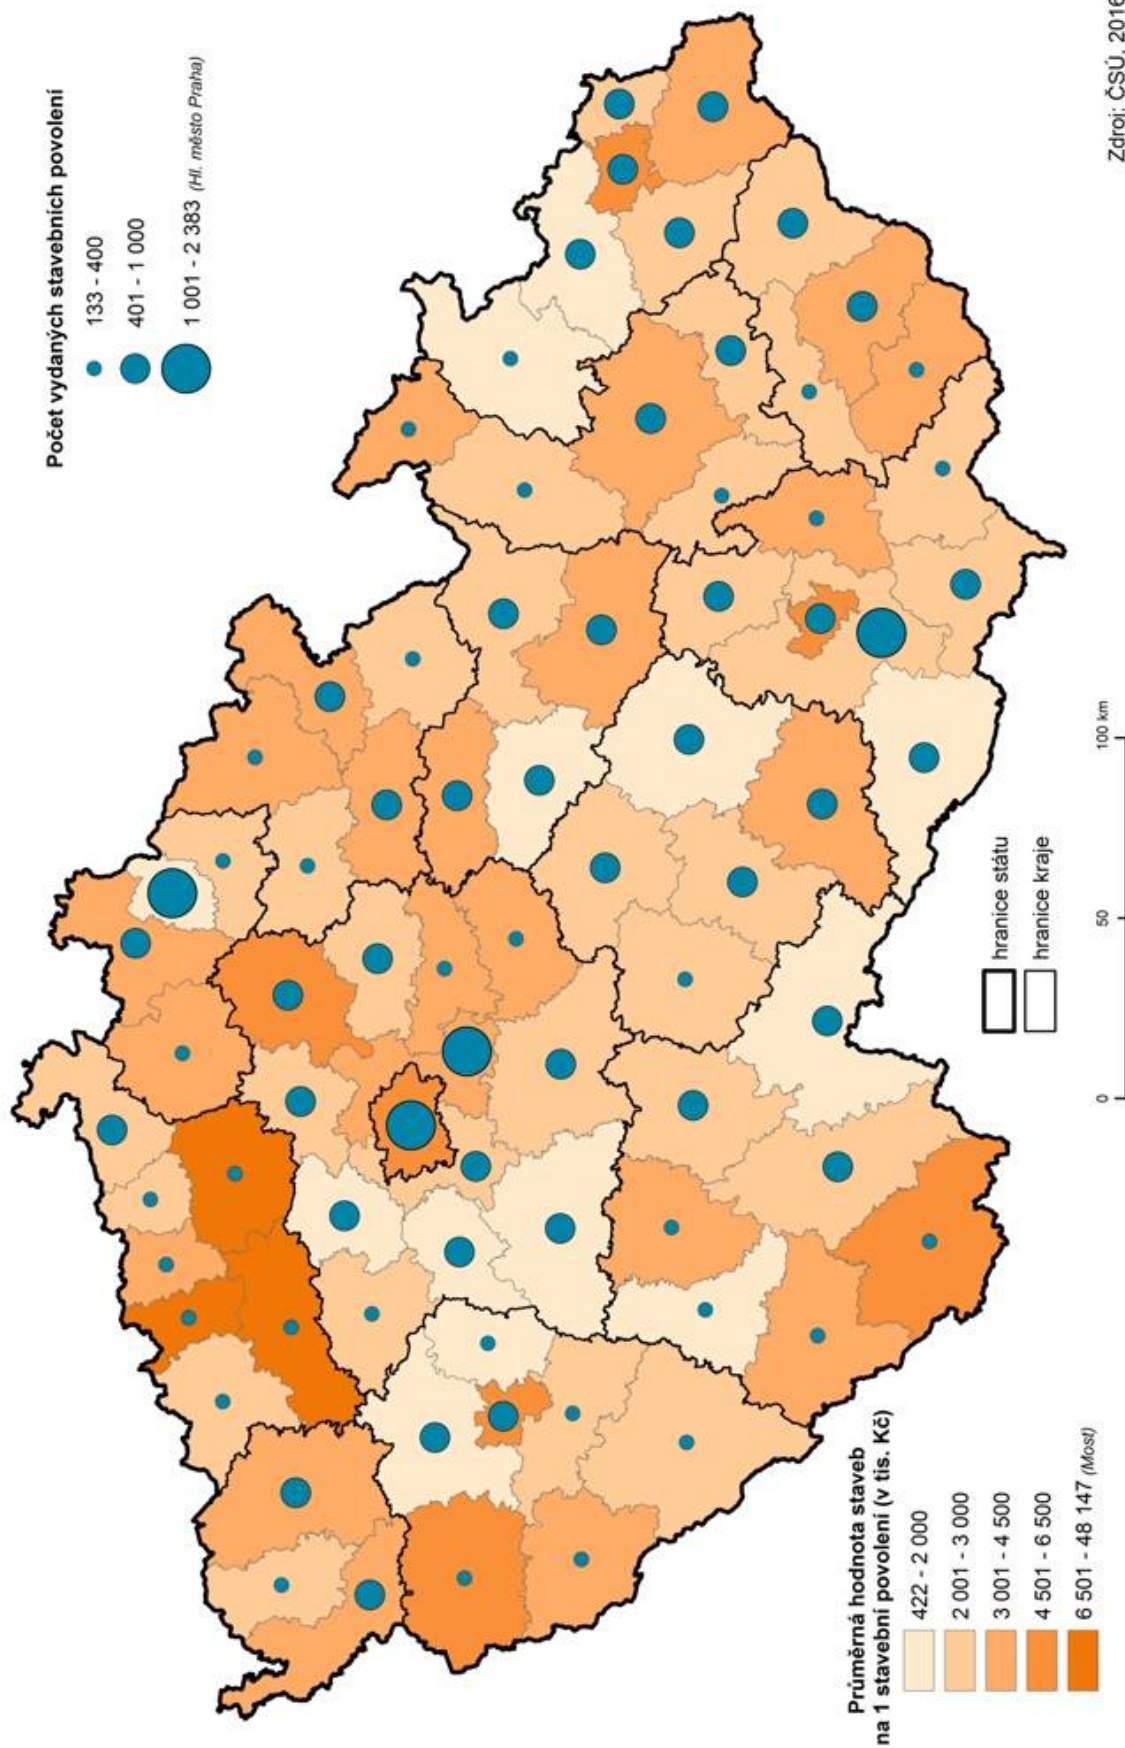 Počet vydaných stavebních povolení
133 - 400
401 - 1 000
1 001 - 2 383 (Hl. město Praha)
Průměrná hodnota staveb
na 1 stavební povolení (v tis. Kč)
422 - 2 000
2 001 - 3 000
3 001 - 4 500
4 501 - 6 500
6 501 - 48 147 (Most)
hranice státu
hranice kraje
0 50 100 km
Zdroj: ČSÚ, 2016